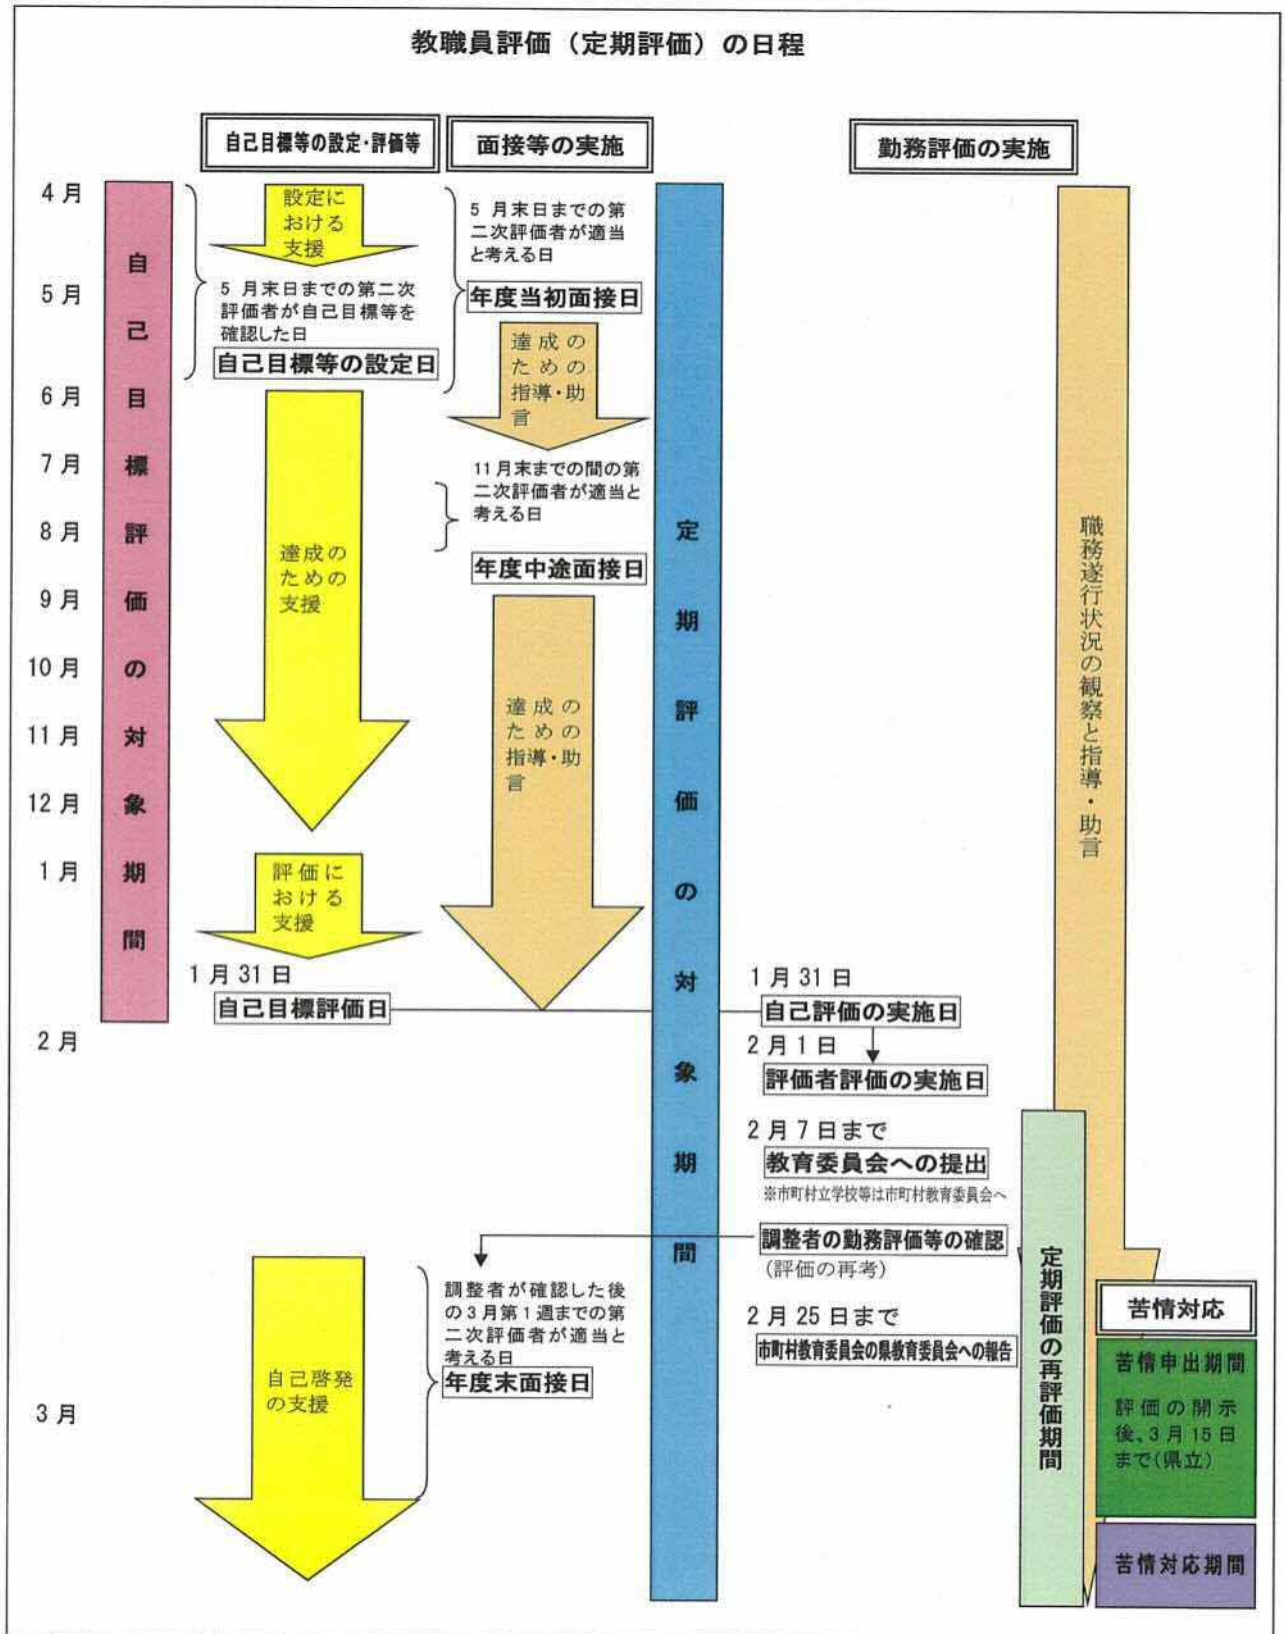 教職員評価（定期評価）の日程
自己目標等の設定・評価等
面接等の実施
勤務評価の実施
4月
5月
6月
7月
8月
9月
10月
11月
12月
1月
2月
3月
自己目標評価の対象期間
設定に
おける
支援
5 月末日までの第二次
評価者が自己目標等を
確認した日
自己目標等の設定日
達成の
ための
支援
評価に
おける
支援
1月31日
自己目標評価日
自己啓発
の支援
5 月末日までの第
二次評価者が適当
と考える日
年度当初面接日
達成の
ための
指導・助
言
11月末までの間の第
二次評価者が適当と
考える日
年度中途面接日
達成の
ための
指導・助
言
調整者が確認した後
の3月第1週までの第
二次評価者が適当と
考える日
年度末面接日
定期評価の対象期間
1月31日
自己評価の実施日
2月1日
評価者評価の実施日
2月7日まで
教育委員会への提出
※市町村立学校等は市町村教育委員会へ
調整者の勤務評価等の確認
(評価の再考)
2月25日まで
市町村教育委員会の県教育委員会への報告
職務遂行状況の観察と指導・助言
定期評価の再評価期間
苦情対応
苦情申出期間
評価の開示
後、3月15日
まで(県立)
苦情対応期間